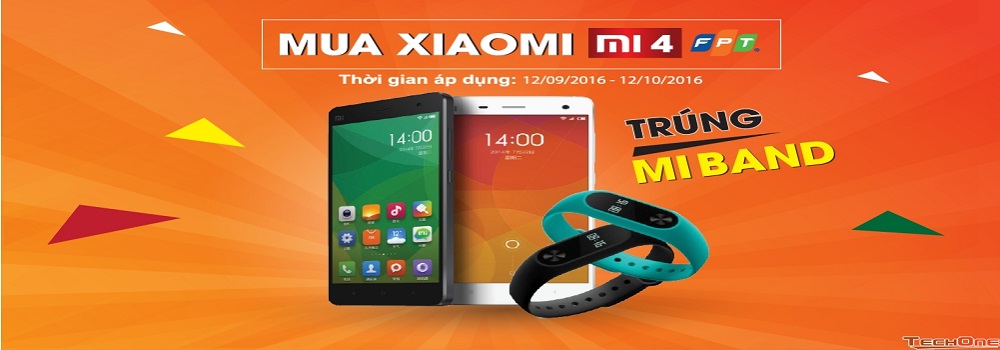 MUA XIAOMI mi 4 FPT
Thời gian áp dụng: 12/09/2016 - 12/10/2016
TRÚNG
MI BAND
14:00
14:00
TECHONE